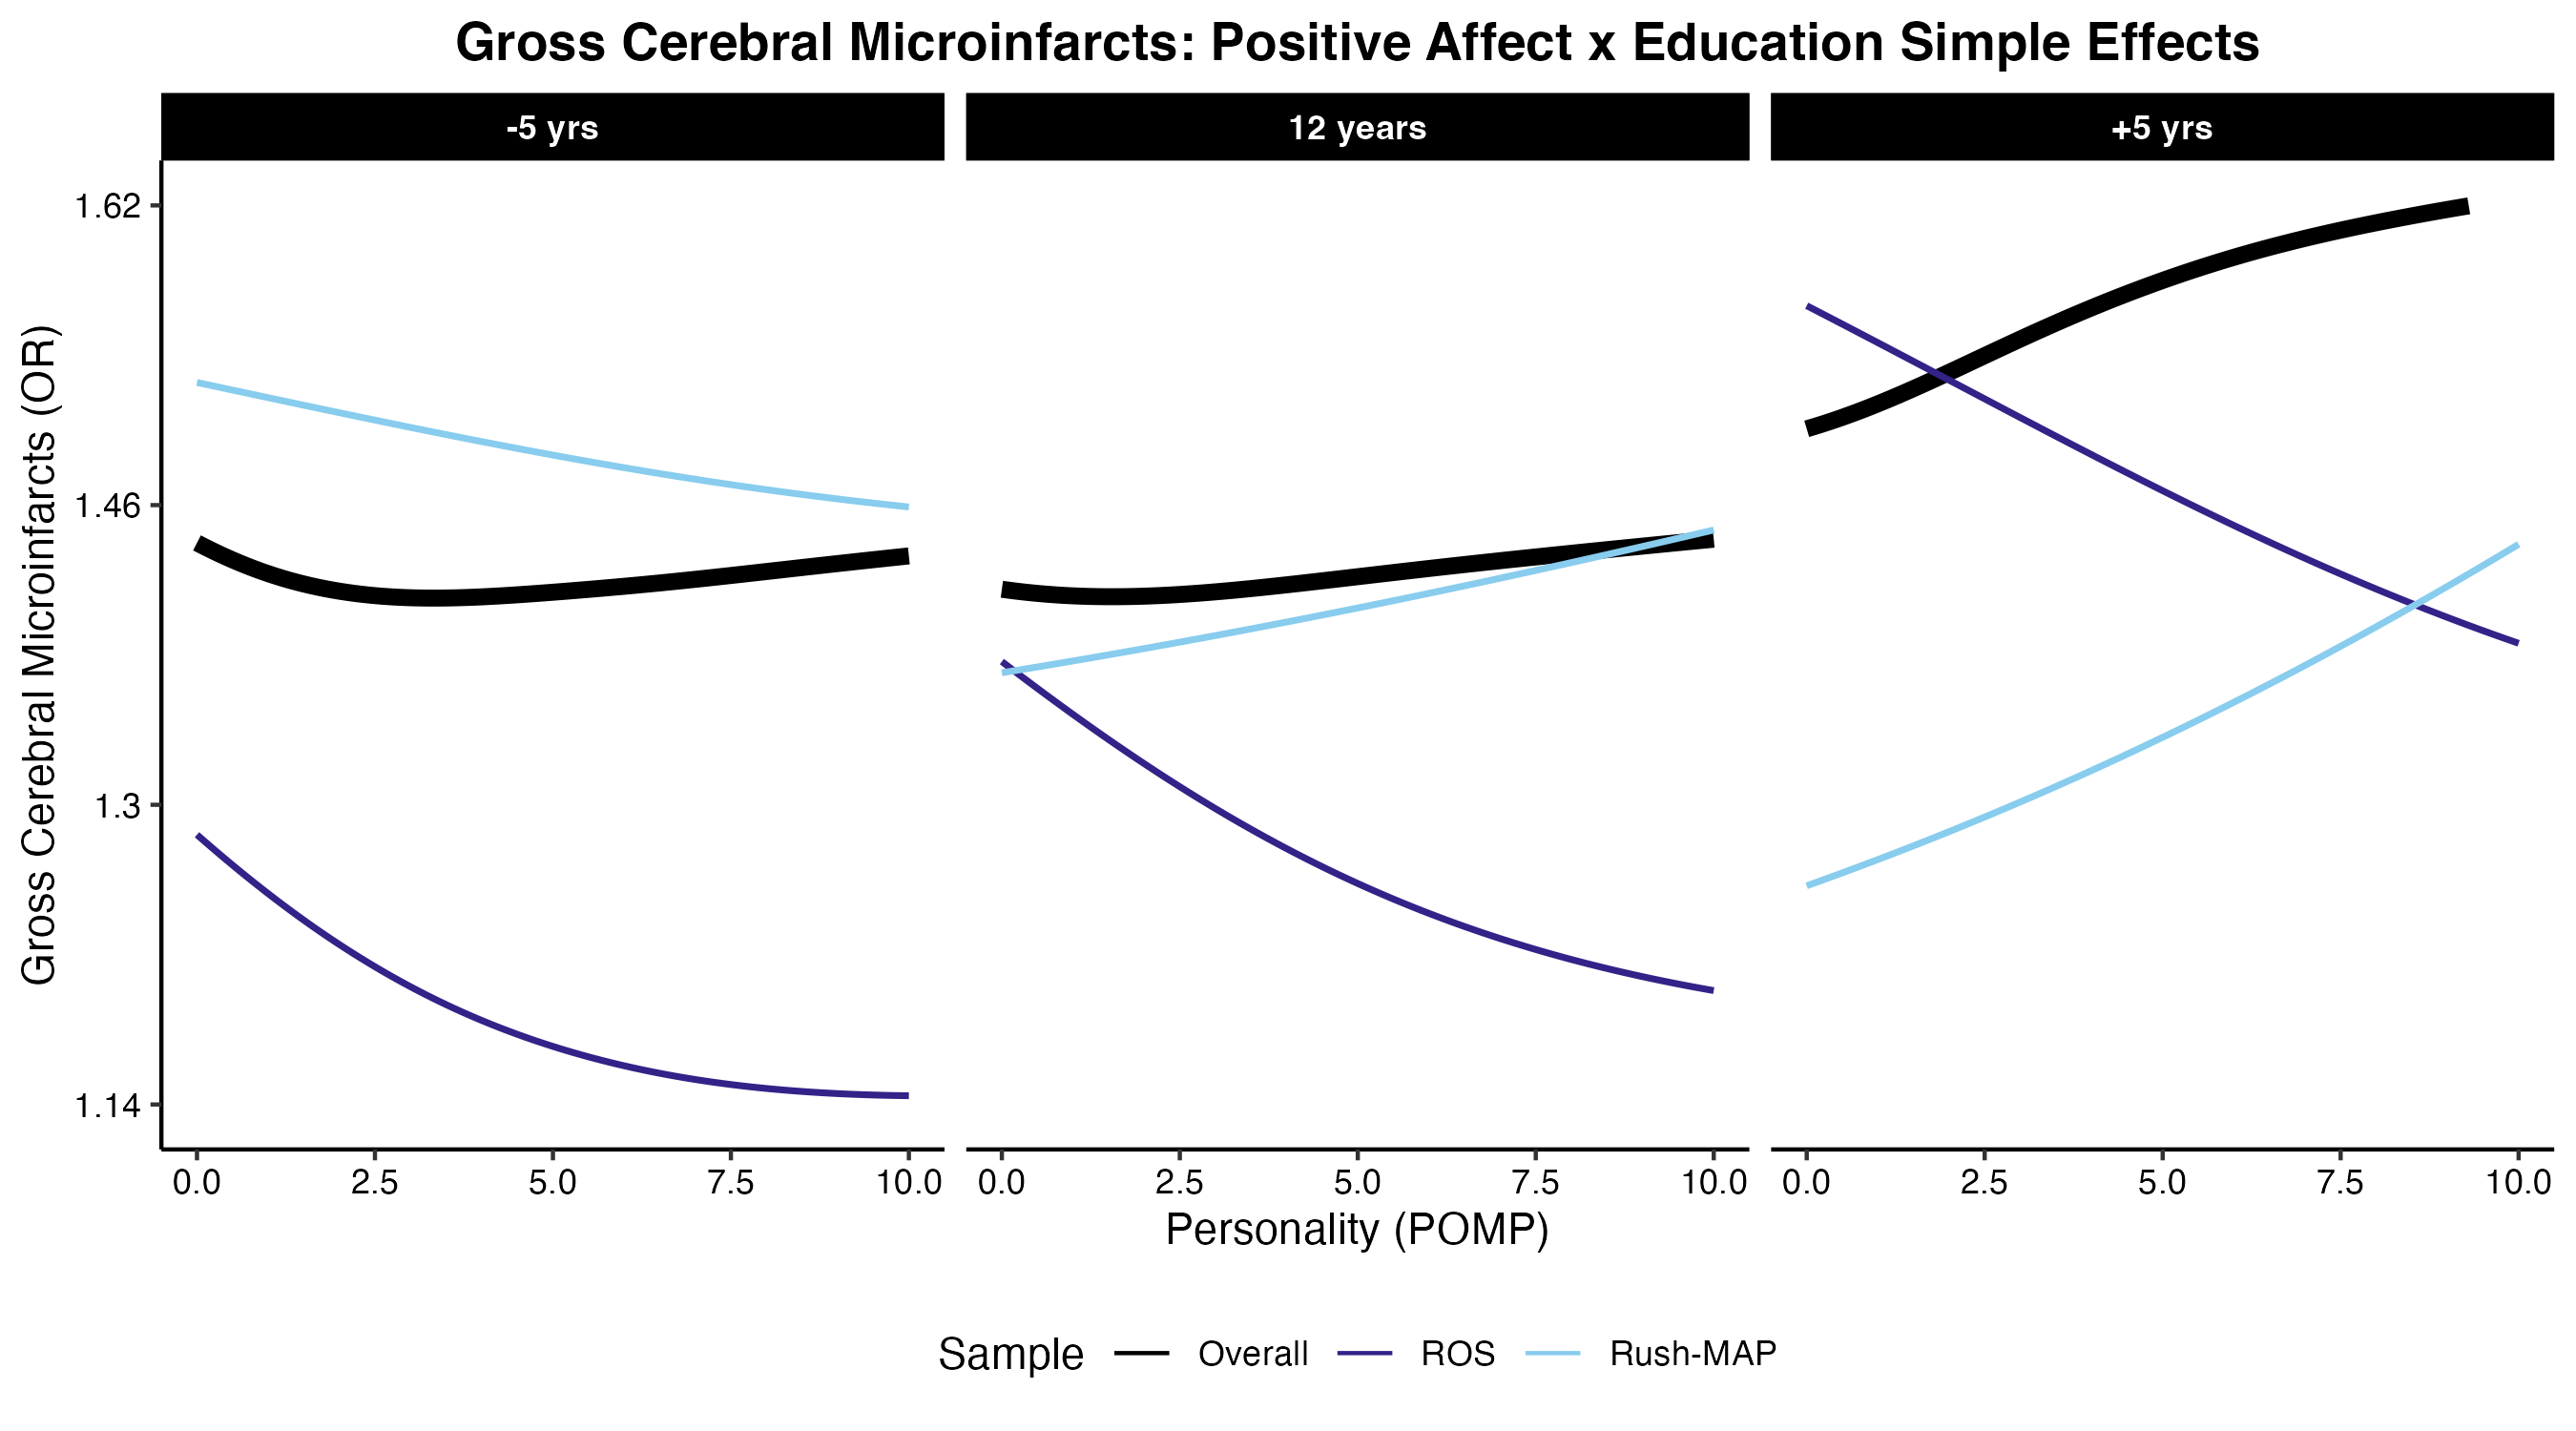 Gross Cerebral Microinfarcts: Positive Affect x Education Simple Effects
-5 yrs
12 years
+5 yrs
Gross Cerebral Microinfarcts (OR)
1.62
1.46
1.3
1.14
0.0 2.5 5.0 7.5 10.0
0.0 2.5 5.0 7.5 10.0
0.0 2.5 5.0 7.5 10.0
Personality (POMP)
Sample Overall ROS Rush-MAP